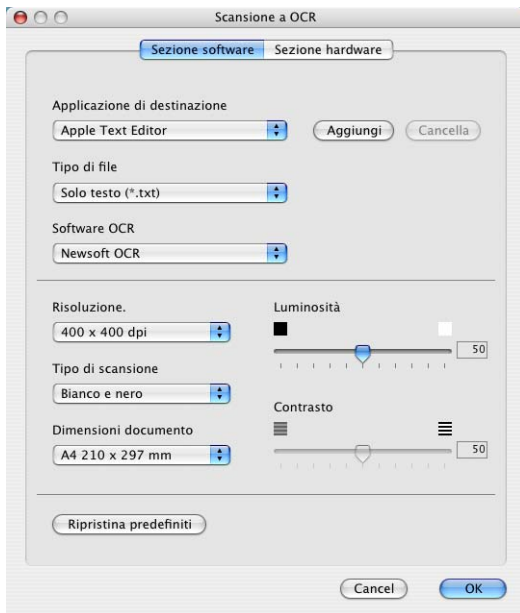 Scansione a OCR
Sezione software Sezione hardware
Applicazione di destinazione
Apple Text Editor Aggiungi Cancella
Tipo di file
Solo testo (*.txt)
Software OCR
Newsoft OCR
Risoluzione. Luminosità
400 x 400 dpi 50
Tipo di scansione
Bianco e nero
Contrasto
Dimensioni documento
A4 210 x 297 mm 50
Ripristina predefiniti
Cancel OK